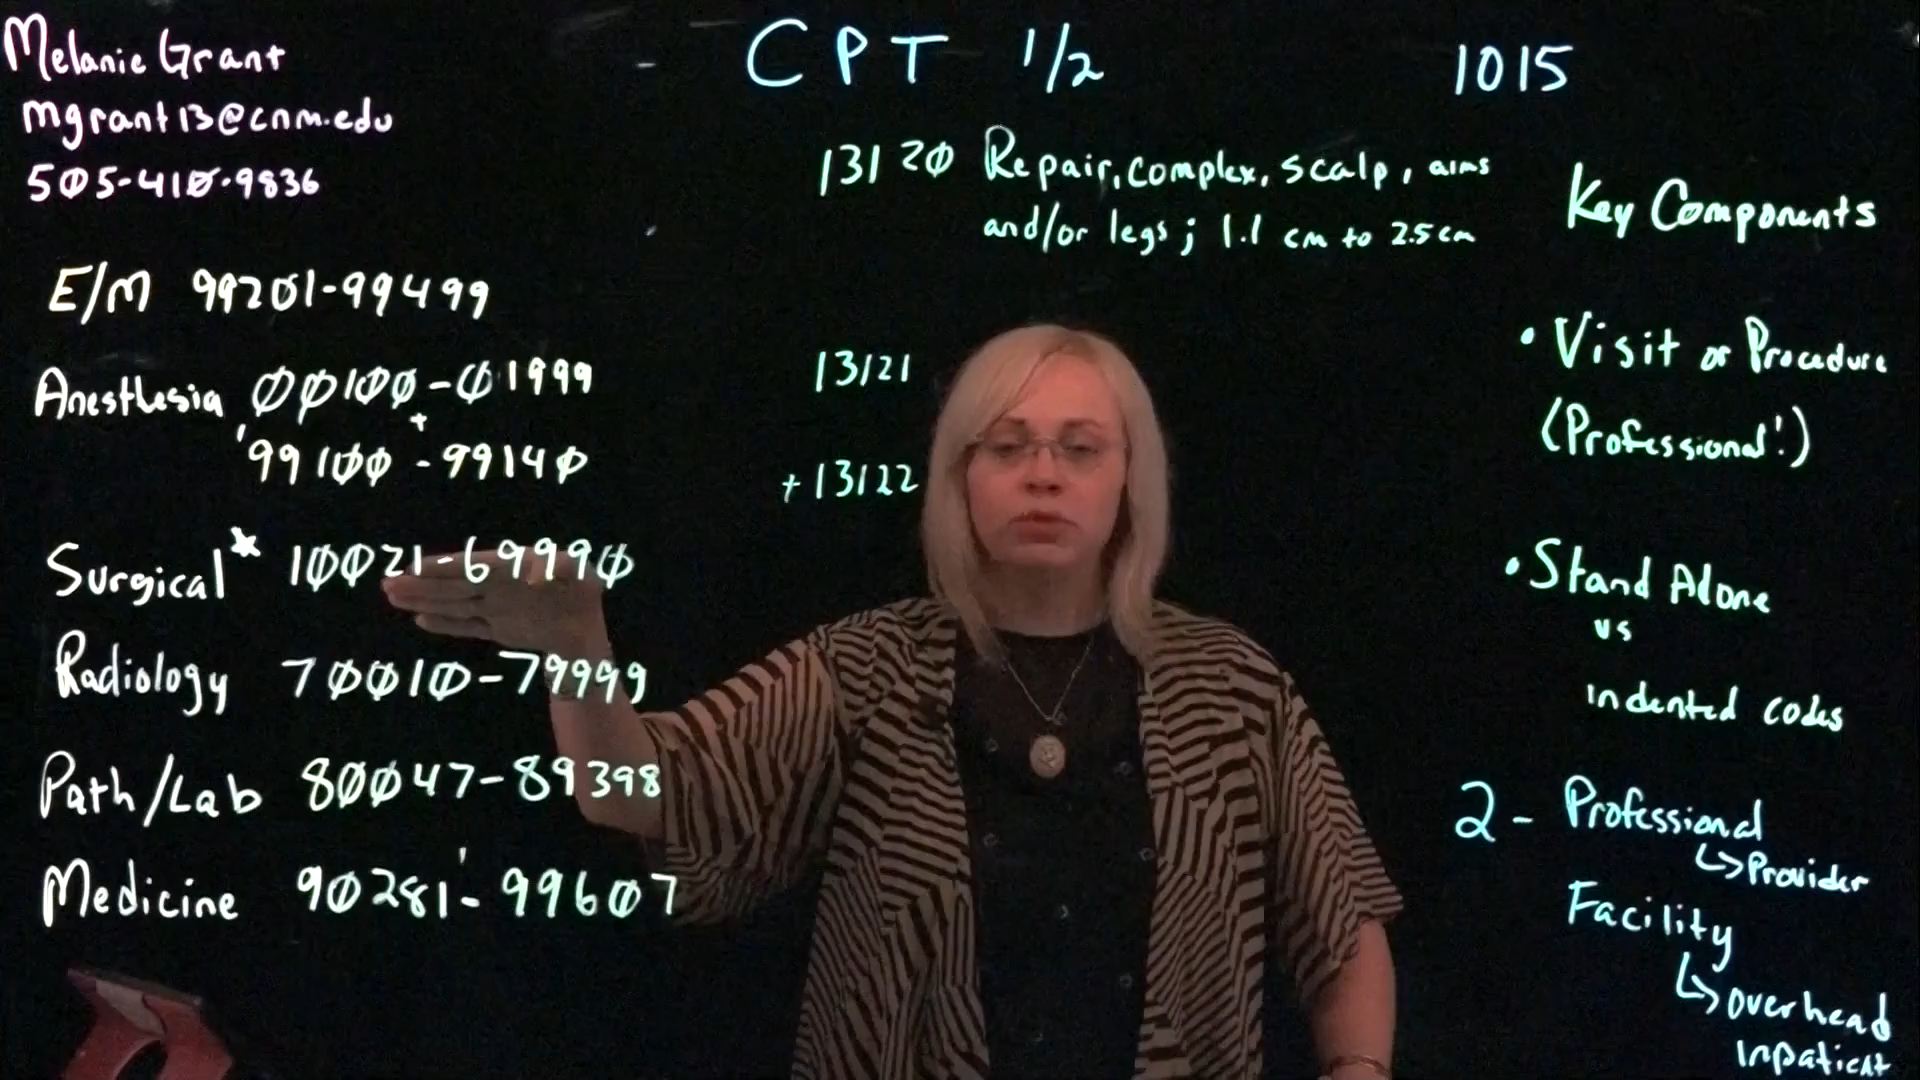 Melanie Grant
mgrant13@cnm.edu
505-410-9836
E/M 99201-99499
Anesthesia 00100-01999
+
99100-99140
Surgical* 10021-69990
Radiology 70010-79999
Path/Lab 80047-89398
Medicine 90281-99607
- CPT 1/2
13120 Repair, complex, scalp, arms
and/or legs; 1.1 cm to 2.5cm
13121
+13122
1015
Key Components
• Visit or Procedure
(Professional!)
• Stand Alone
vs
indented codes
2 - Professional
↳ Provider
Facility
↳ overhead
inpatient